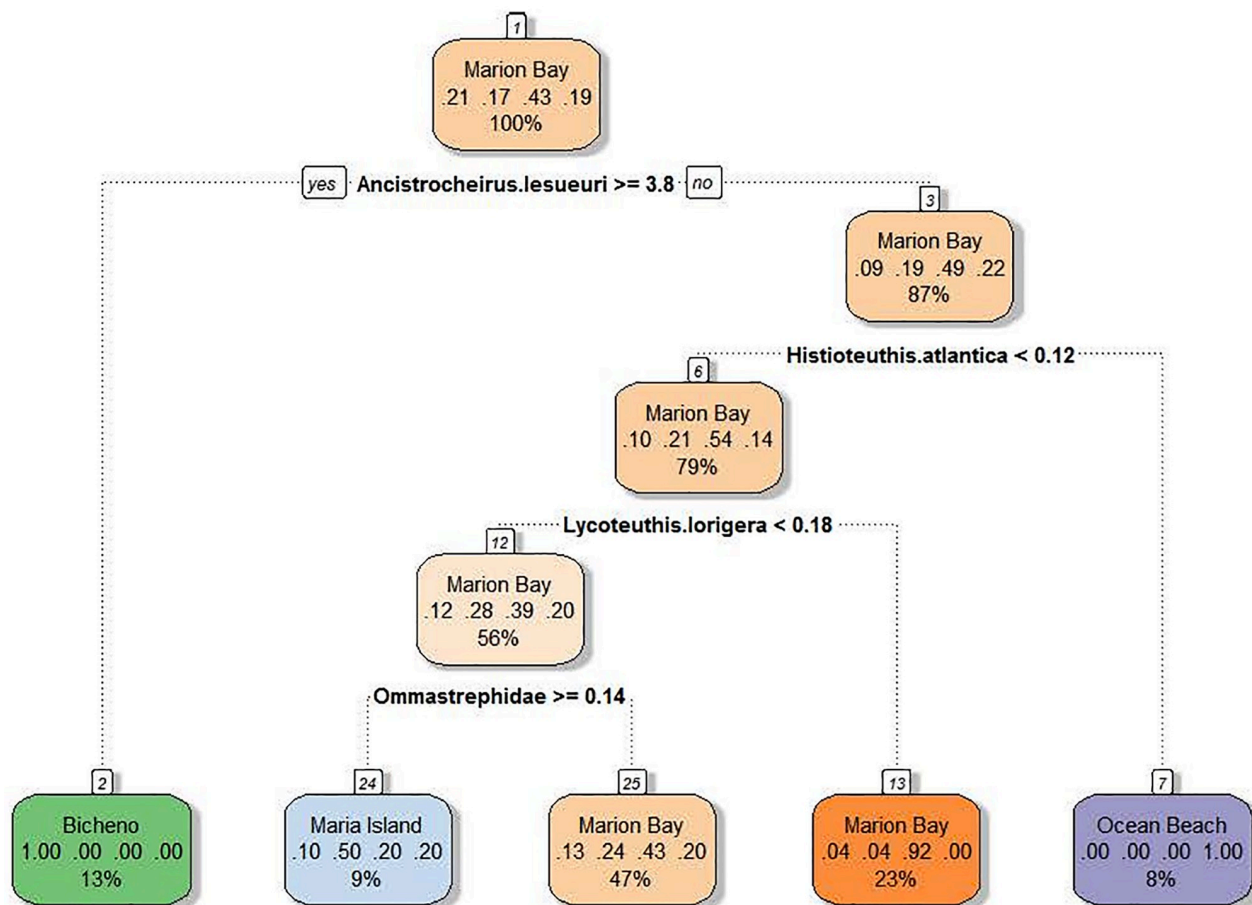 1
Marion Bay
.21 .17 .43 .19
100%
yes Ancistrocheirus.lesueuri >= 3.8 no
3
Marion Bay
.09 .19 .49 .22
87%
Histioteuthis.atlantica < 0.12
6
Marion Bay
.10 .21 .54 .14
79%
Lycoteuthis.lorigera < 0.18
12
Marion Bay
.12 .28 .39 .20
56%
Ommastrephidae >= 0.14
2
Bicheno
1.00 .00 .00 .00
13%
24
Maria Island
.10 .50 .20 .20
9%
25
Marion Bay
.13 .24 .43 .20
47%
13
Marion Bay
.04 .04 .92 .00
23%
7
Ocean Beach
.00 .00 .00 1.00
8%